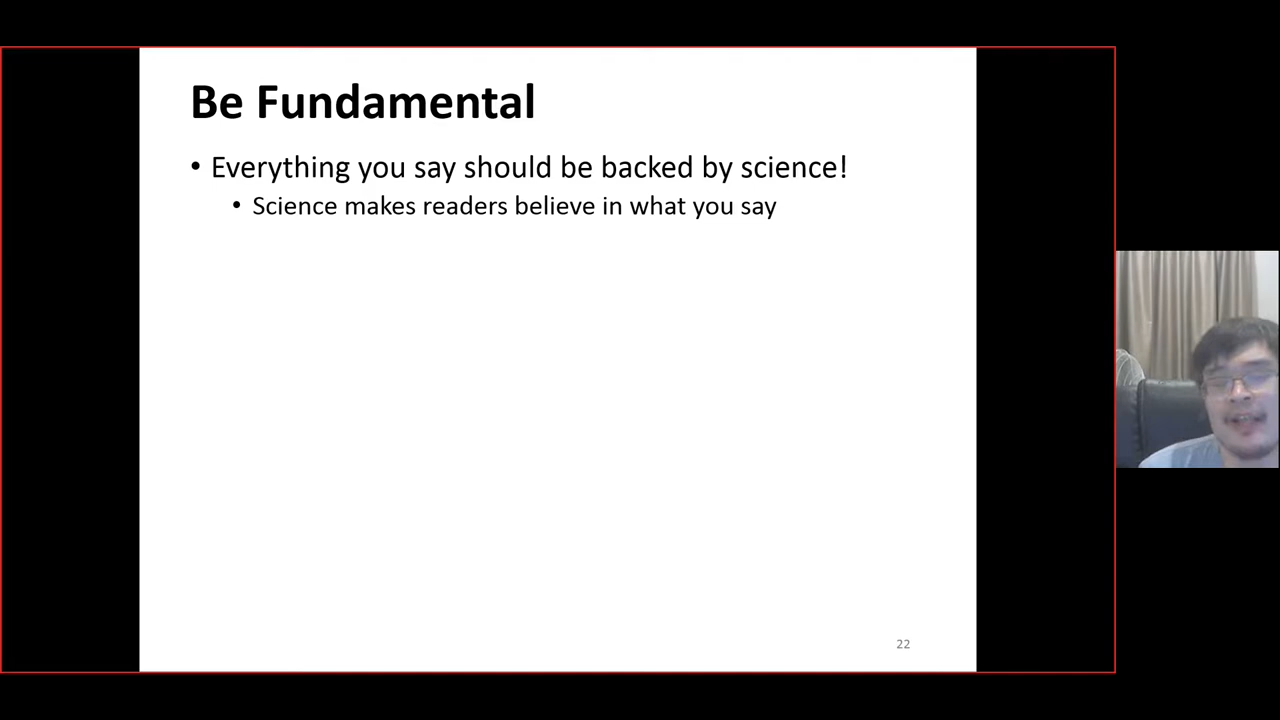 Be Fundamental
• Everything you say should be backed by science!
• Science makes readers believe in what you say
22